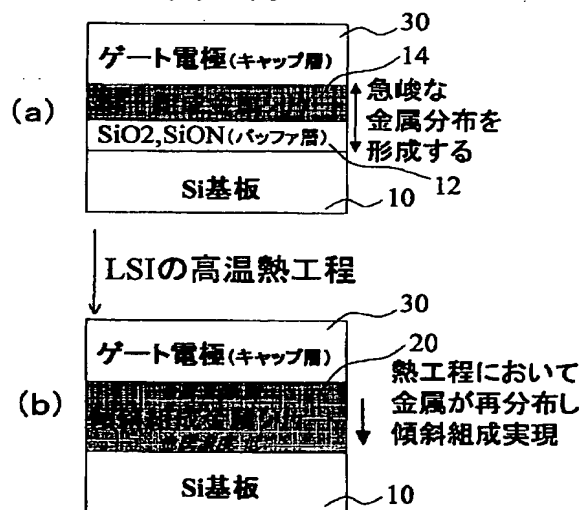 30
ゲート電極(キャップ層)
14
(a)
急峻な
金属分布を
形成する
SiO2,SiON(バッファ層)
12
Si基板
10
LSIの高温熱工程
30
ゲート電極(キャップ層)
20
(b)
熱工程において
金属が再分布し
傾斜組成実現
Si基板
10